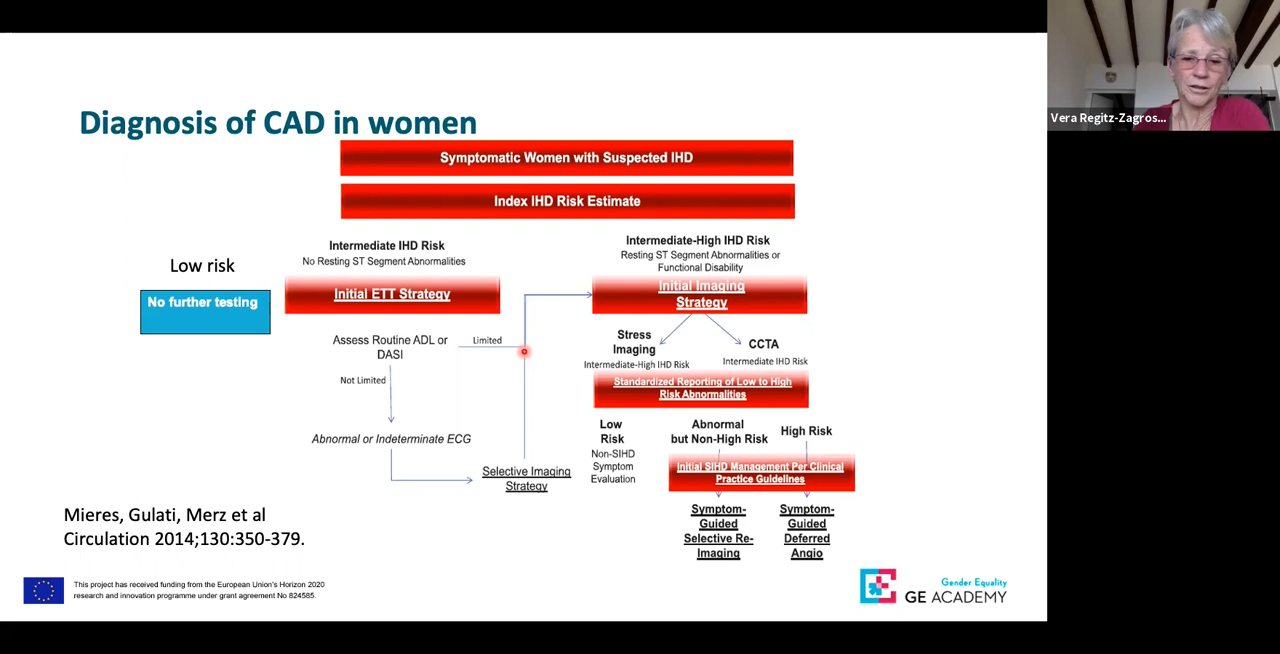 Diagnosis of CAD in women
Symptomatic Women with Suspected IHD
Index IHD Risk Estimate
Low risk
No further testing
Intermediate IHD Risk
No Resting ST Segment Abnormalities
Initial ETT Strategy
Assess Routine ADL or
DASI
Limited
Not Limited
Abnormal or Indeterminate ECG
Selective Imaging
Strategy
Intermediate-High IHD Risk
Resting ST Segment Abnormalities or
Functional Disability
Initial Imaging
Strategy
Stress
Imaging
Intermediate-High IHD Risk
CCTA
Intermediate IHD Risk
Standardized Reporting of Low to High
Risk Abnormalities
Low
Risk
Non-SIHD
Symptom
Evaluation
Abnormal
but Non-High Risk
High Risk
Initial SIHD Management Per Clinical
Practice Guidelines
Symptom-
Guided
Selective Re-
Imaging
Symptom-
Guided
Deferred
Angio
Mieres, Gulati, Merz et al
Circulation 2014;130:350-379.
This project has received funding from the European Union's Horizon 2020
research and innovation programme under grant agreement No 824585.
Gender Equality
GE ACADEMY
Vera Regitz-Zagros...